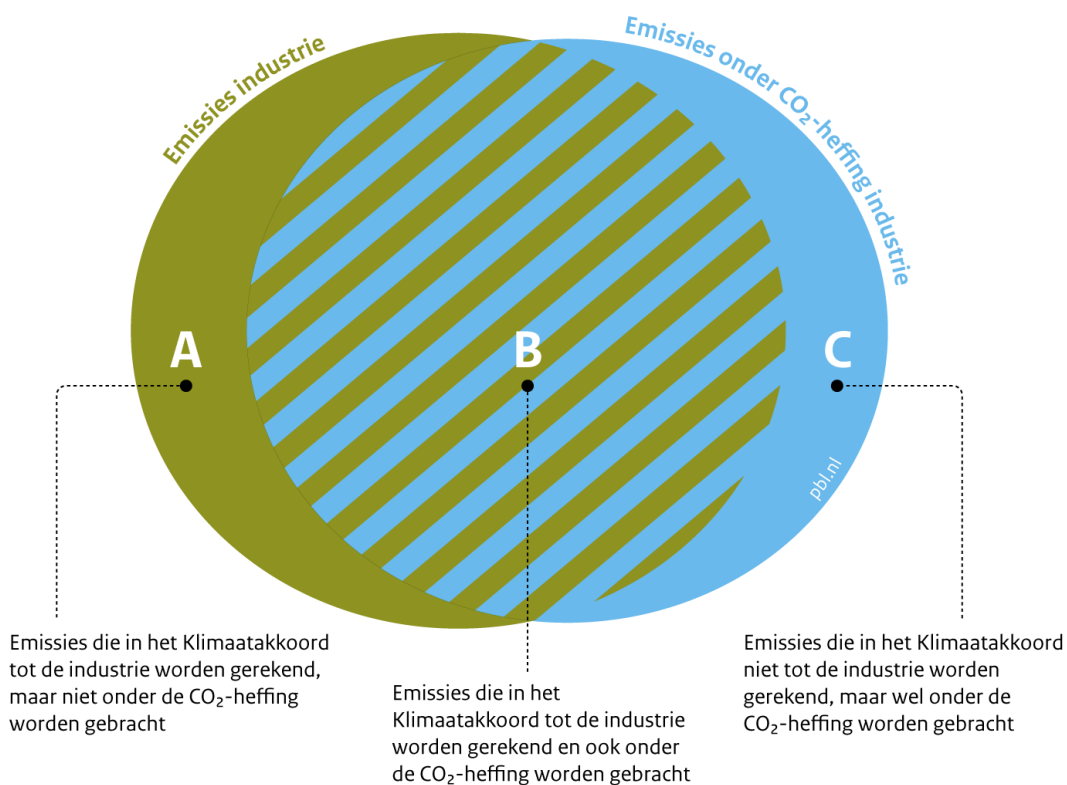 Emissies industrie
Emissies onder CO₂-heffing industrie
A
B
C
pbl.nl
Emissies die in het Klimaatakkoord
tot de industrie worden gerekend,
maar niet onder de CO₂-heffing
worden gebracht
Emissies die in het
Klimaatakkoord tot de industrie
worden gerekend en ook onder
de CO₂-heffing worden gebracht
Emissies die in het Klimaatakkoord
niet tot de industrie worden
gerekend, maar wel onder de
CO₂-heffing worden gebracht